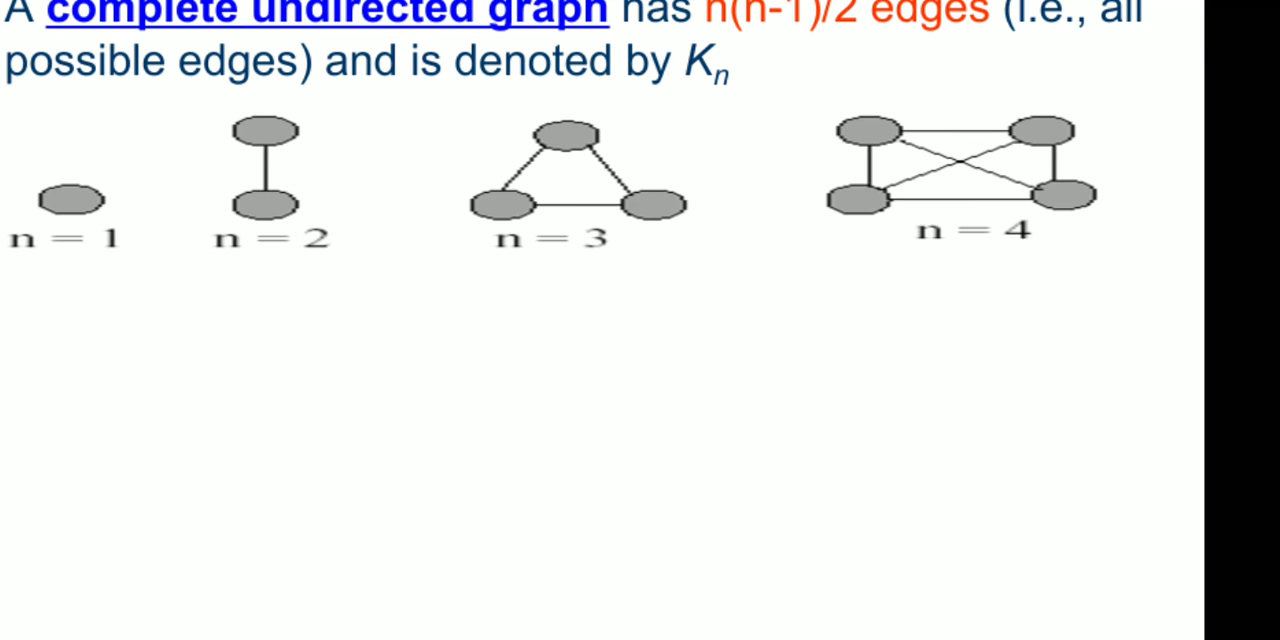 A complete undirected graph has n(n-1)/2 edges (i.e., all
possible edges) and is denoted by Kn
n = 1
n = 2
n = 3
n = 4